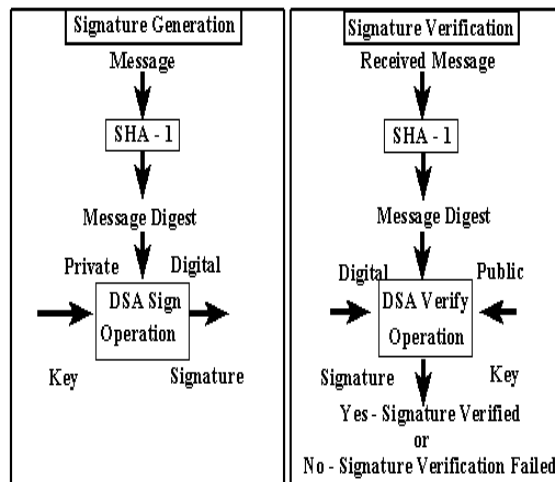 Signature Generation
Message
SHA - 1
Message Digest
Private Digital
DSA Sign
Operation
Key Signature
Signature Verification
Received Message
SHA - 1
Message Digest
Digital Public
DSA Verify
Operation
Signature Key
Yes - Signature Verified
or
No - Signature Verification Failed